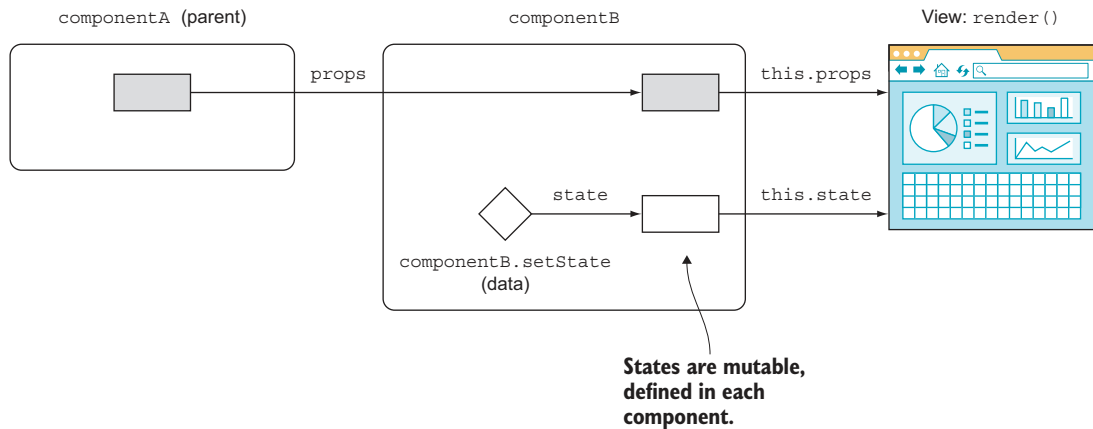 componentA (parent)
componentB
View: render()
props
this.props
state
this.state
componentB.setState
(data)
States are mutable,
defined in each
component.